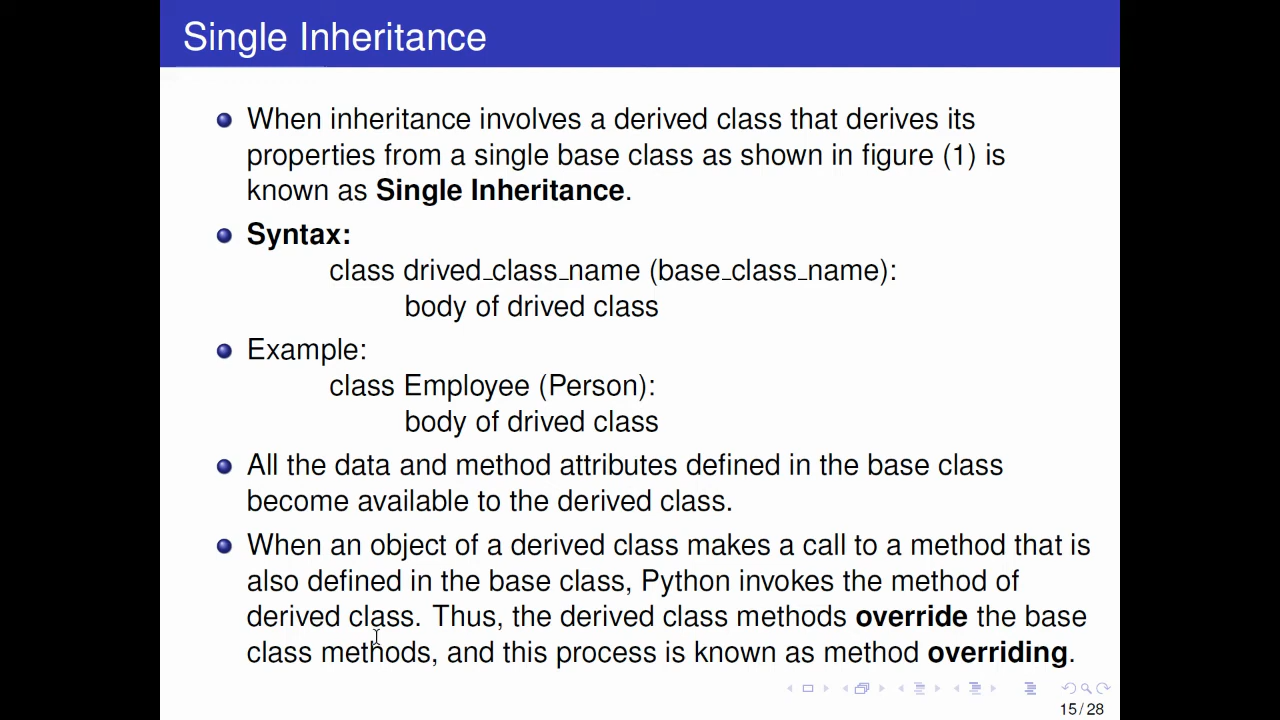 Single Inheritance
When inheritance involves a derived class that derives its
properties from a single base class as shown in figure (1) is
known as Single Inheritance.
Syntax:
class drived_class_name (base_class_name):
body of drived class
Example:
class Employee (Person):
body of drived class
All the data and method attributes defined in the base class
become available to the derived class.
When an object of a derived class makes a call to a method that is
also defined in the base class, Python invokes the method of
derived class. Thus, the derived class methods override the base
class methods, and this process is known as method overriding.
15 / 28